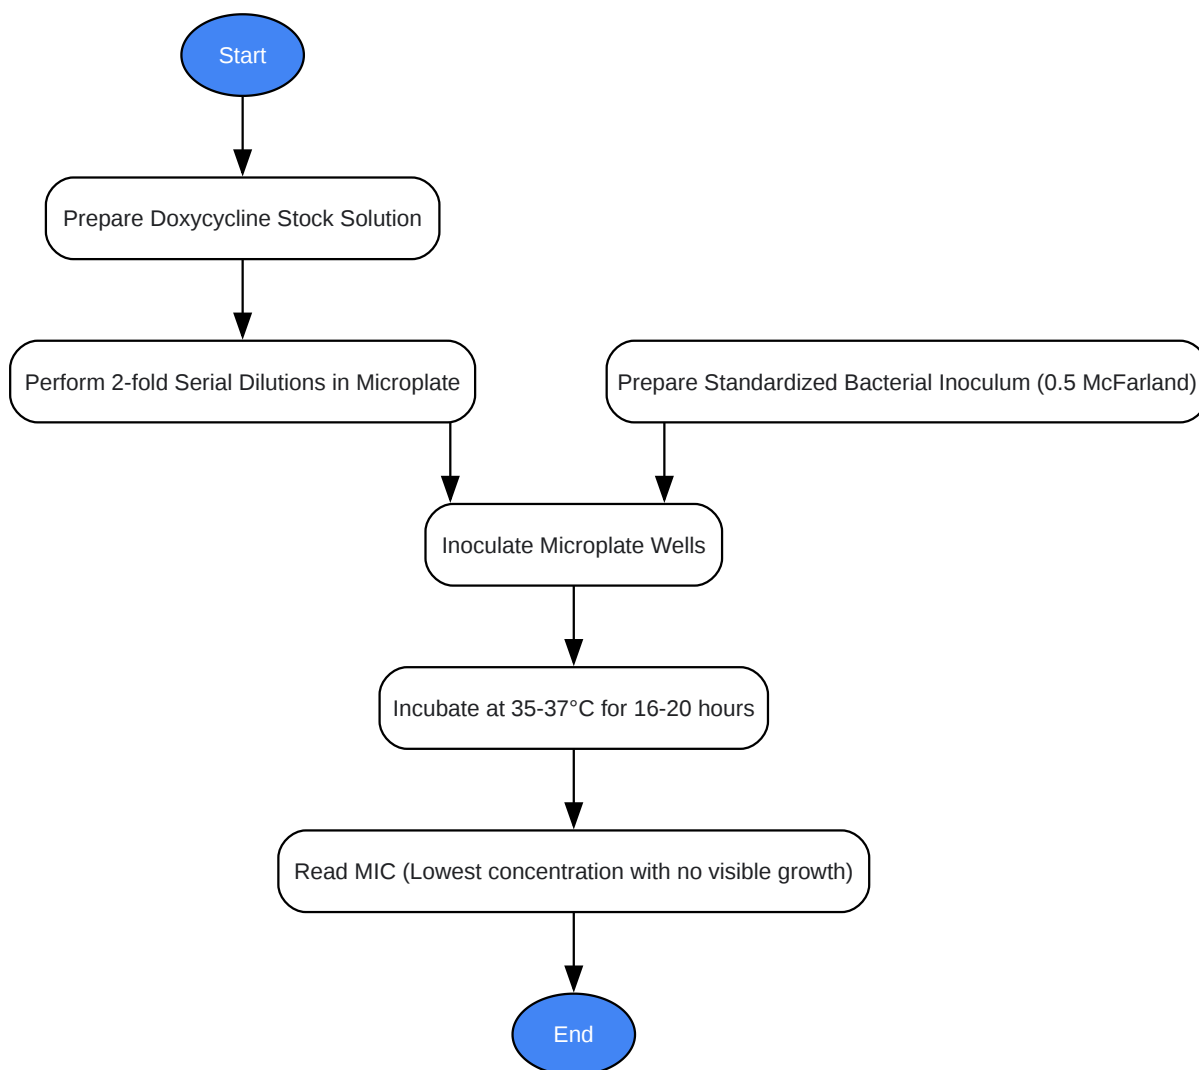 Start
Prepare Doxycycline Stock Solution
Perform 2-fold Serial Dilutions in Microplate
Prepare Standardized Bacterial Inoculum (0.5 McFarland)
Inoculate Microplate Wells
Incubate at 35-37°C for 16-20 hours
Read MIC (Lowest concentration with no visible growth)
End